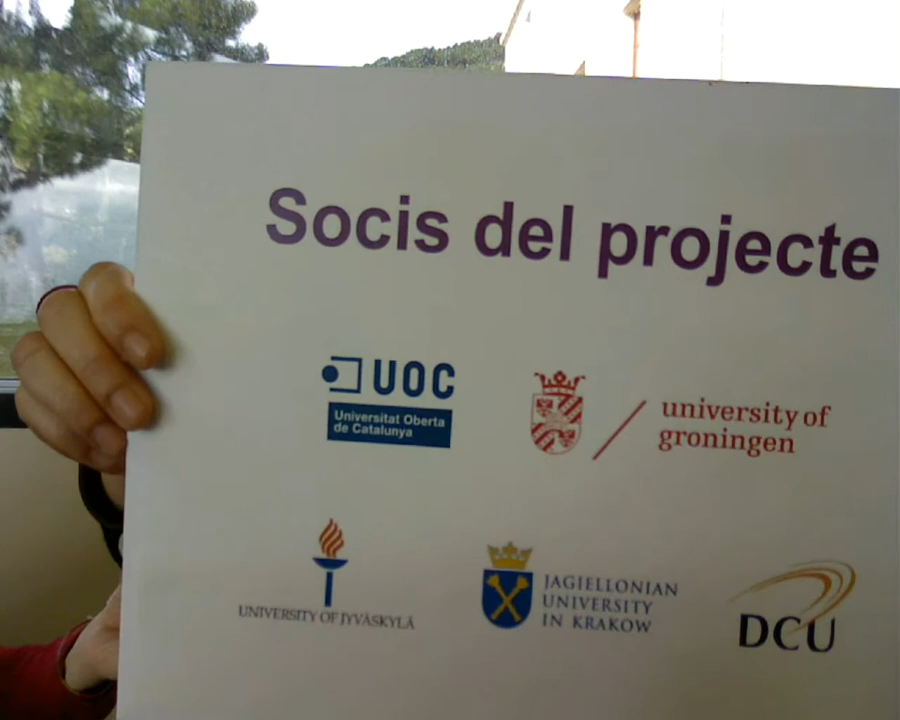 Socis del projecte
UOC
Universitat Oberta
de Catalunya
university of
groningen
UNIVERSITY OF JYVÄSKYLÄ
JAGIELLONIAN
UNIVERSITY
IN KRAKOW
DCU